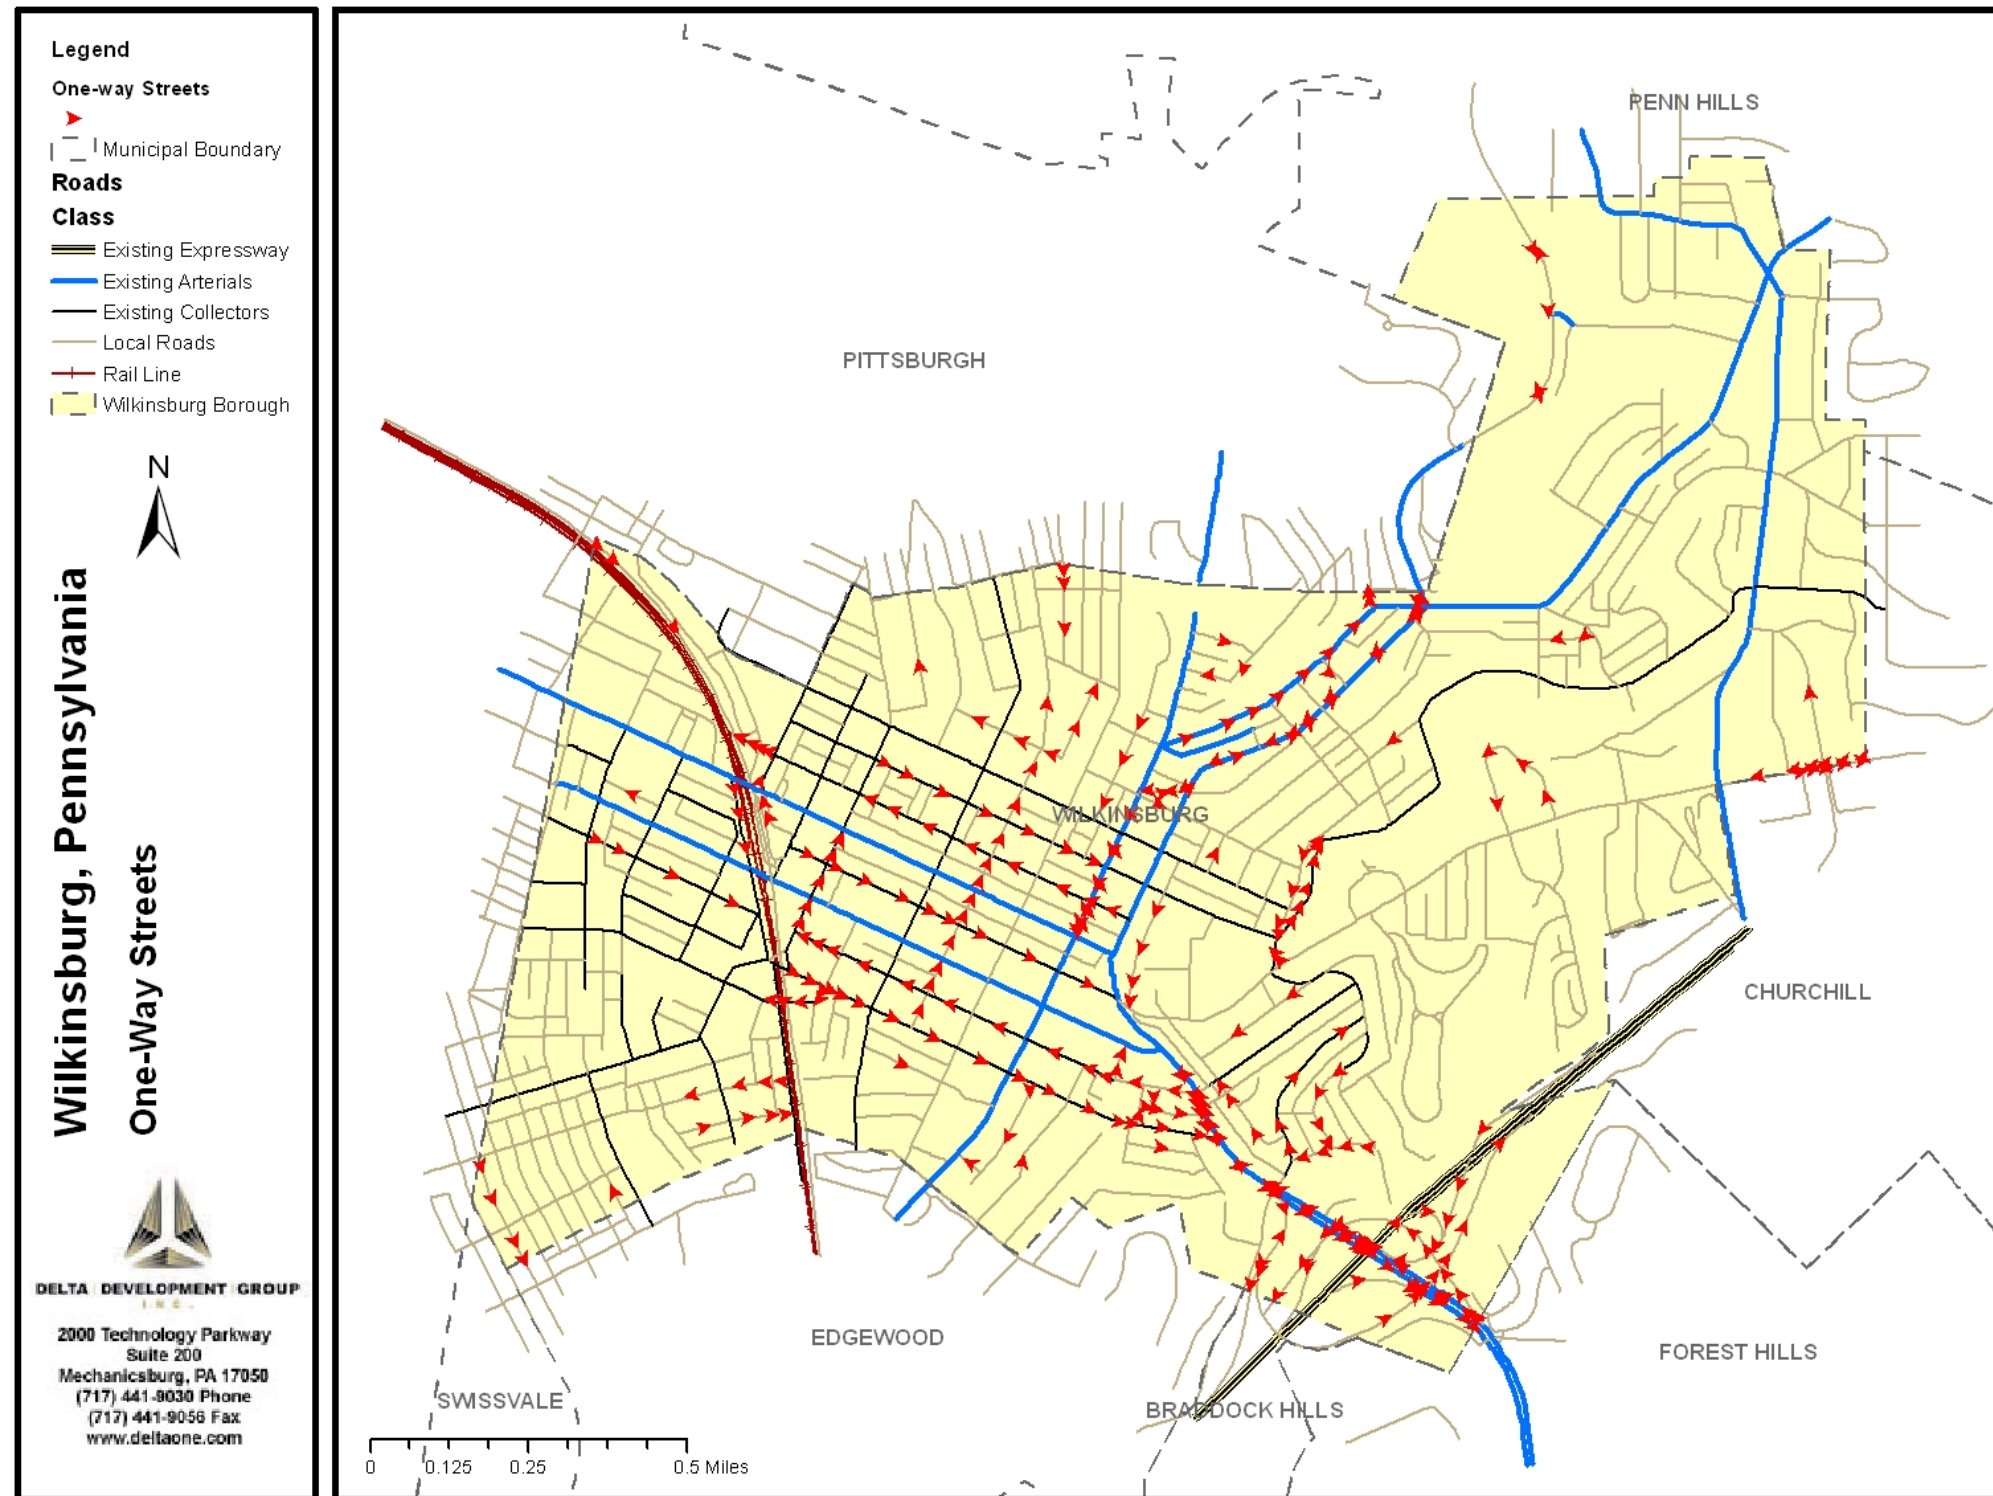 Legend
One-way Streets
Municipal Boundary
Roads
Class
Existing Expressway
Existing Arterials
Existing Collectors
Local Roads
Rail Line
Wilkinsburg Borough
N
Wilkinsburg, Pennsylvania
One-Way Streets
DELTA DEVELOPMENT GROUP
INC.
2000 Technology Parkway
Suite 200
Mechanicsburg, PA 17050
(717) 441-9030 Phone
(717) 441-9056 Fax
www.deltaone.com
PENN HILLS
PITTSBURGH
WILKINSBURG
CHURCHILL
EDGEWOOD
FOREST HILLS
SWISSVALE
BRADDOCK HILLS
0 0.125 0.25 0.5 Miles